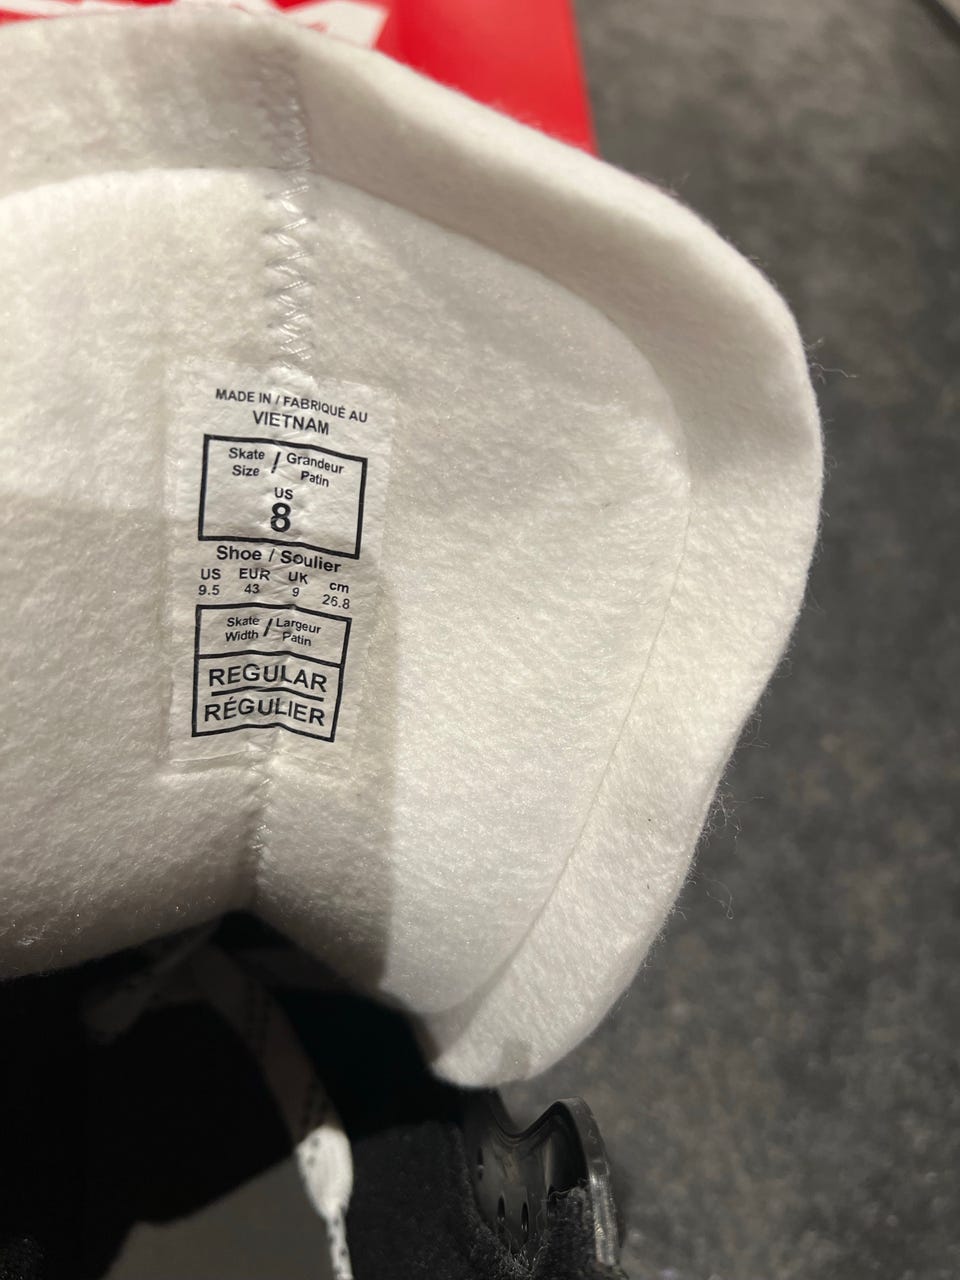 MADE IN / FABRIQUÉ AU
VIETNAM
Skate Size / Grandeur Patin
US
8
Shoe / Soulier
US EUR UK cm
9.5 43 9 26.8
Skate Width / Largeur Patin
REGULAR
RÉGULIER